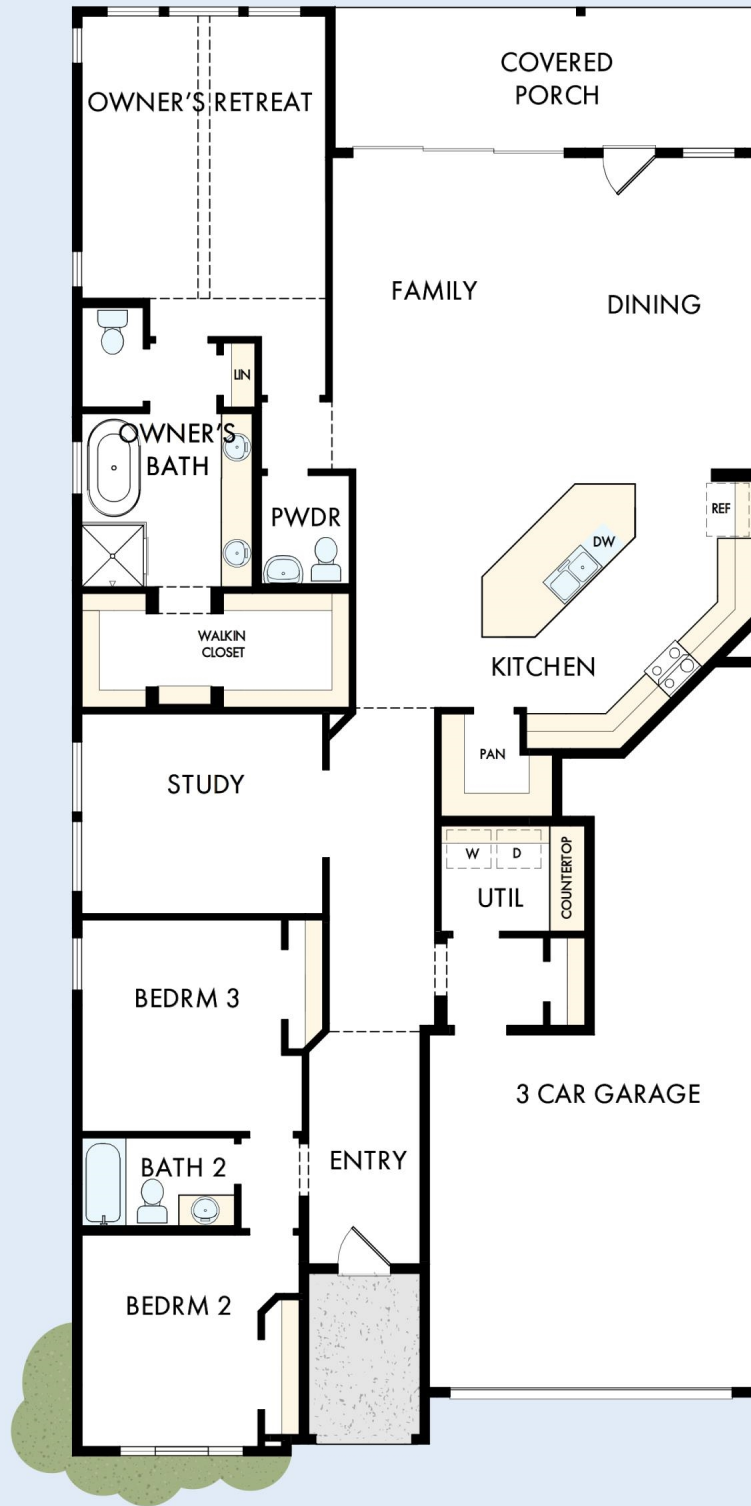 COVERED
PORCH
OWNER'S RETREAT
FAMILY
DINING
LIN
OWNER'S
BATH
REF
PWDR
DW
WALKIN
CLOSET
KITCHEN
PAN
STUDY
W
D
COUNTERTOP
UTIL
BEDRM 3
3 CAR GARAGE
BATH 2
ENTRY
BEDRM 2